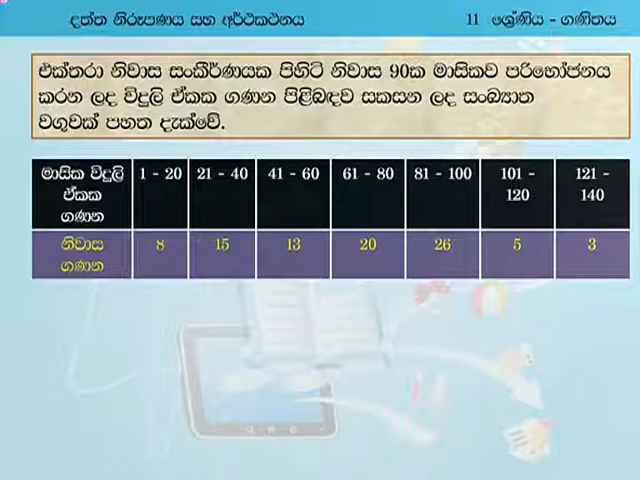 දත්ත නිරූපණය සහ අර්ථකථනය
11 ශ්‍රේණිය - ගණිතය
එක්තරා නිවාස සංකීර්ණයක පිහිටි නිවාස 90ක මාසිකව පරිභෝජනය
කරන ලද විදුලි ඒකක ගණන පිළිබඳව සකසන ලද සංඛ්‍යාත
වගුවක් පහත දැක්වේ.
මාසික විදුලි ඒකක ගණන 1 - 20 21 - 40 41 - 60 61 - 80 81 - 100 101 - 120 121 - 140
නිවාස ගණන 8 15 13 20 26 5 3